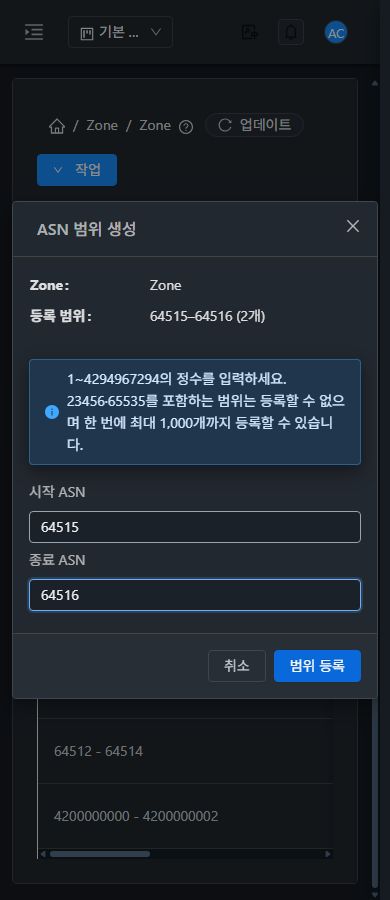 기본 ...
AC
/ Zone / Zone
업데이트
작업
ASN 범위 생성
Zone: Zone
등록 범위: 64515–64516 (2개)
1~4294967294의 정수를 입력하세요.
23456·65535를 포함하는 범위는 등록할 수 없으
며 한 번에 최대 1,000개까지 등록할 수 있습니
다.
시작 ASN
64515
종료 ASN
64516
취소 범위 등록
64512 - 64514
4200000000 - 4200000002